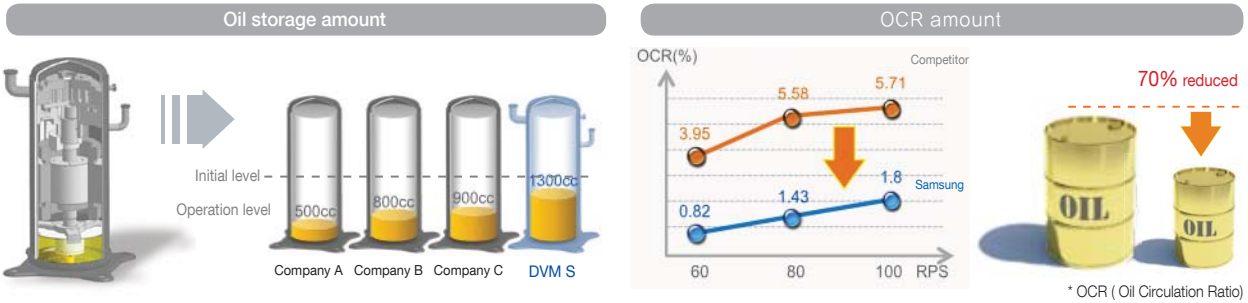 Oil storage amount
Initial level
Operation level
500cc
800cc
900cc
1300cc
Company A
Company B
Company C
DVM S
OCR amount
OCR(%)
Competitor
3.95
5.58
5.71
Samsung
0.82
1.43
1.8
60
80
100
RPS
70% reduced
OIL
OIL
* OCR ( Oil Circulation Ratio)